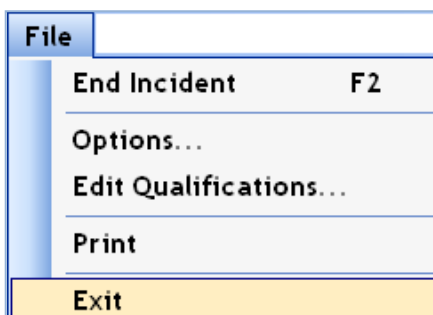 File
End Incident F2
Options...
Edit Qualifications...
Print
Exit